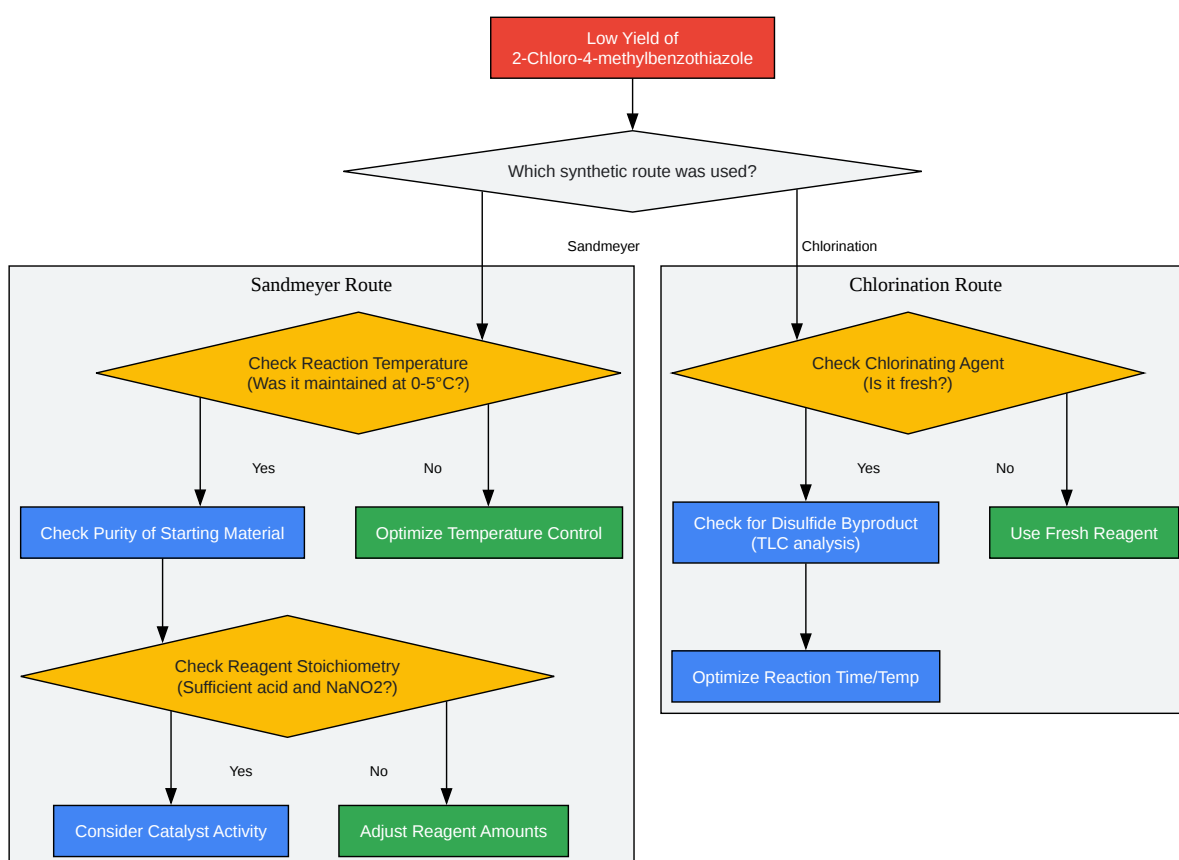 Low Yield of
2-Chloro-4-methylbenzothiazole
Which synthetic route was used?
Sandmeyer
Chlorination
Sandmeyer Route
Check Reaction Temperature
(Was it maintained at 0-5°C?)
Yes
No
Check Purity of Starting Material
Optimize Temperature Control
Check Reagent Stoichiometry
(Sufficient acid and NaNO2?)
Yes
No
Consider Catalyst Activity
Adjust Reagent Amounts
Chlorination Route
Check Chlorinating Agent
(Is it fresh?)
Yes
No
Check for Disulfide Byproduct
(TLC analysis)
Use Fresh Reagent
Optimize Reaction Time/Temp